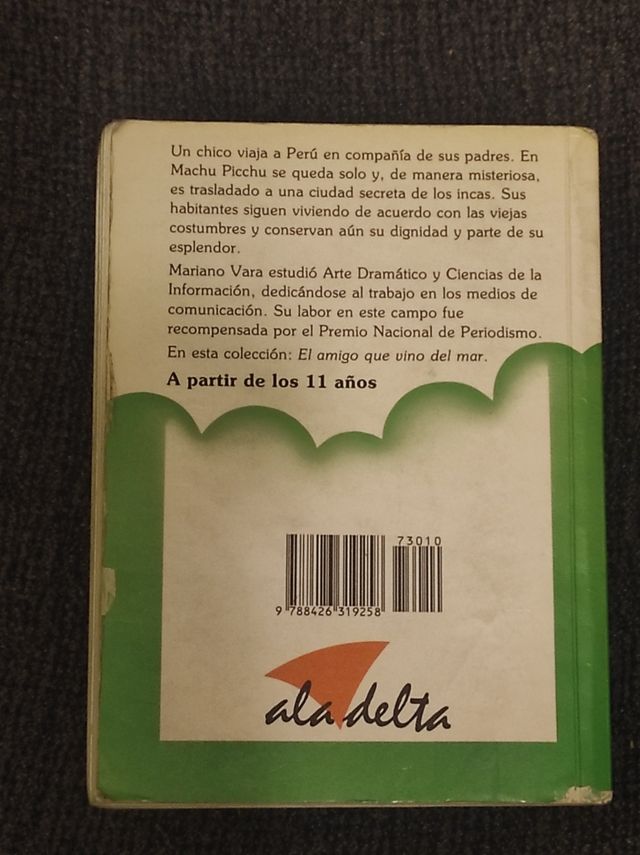 Un chico viaja a Perú en compañía de sus padres. En
Machu Picchu se queda solo y, de manera misteriosa,
es trasladado a una ciudad secreta de los incas. Sus
habitantes siguen viviendo de acuerdo con las viejas
costumbres y conservan aún su dignidad y parte de su
esplendor.
Mariano Vara estudió Arte Dramático y Ciencias de la
Información, dedicándose al trabajo en los medios de
comunicación. Su labor en este campo fue
recompensada por el Premio Nacional de Periodismo.
En esta colección: El amigo que vino del mar.
A partir de los 11 años
73010
9 788426 319258
ala delta